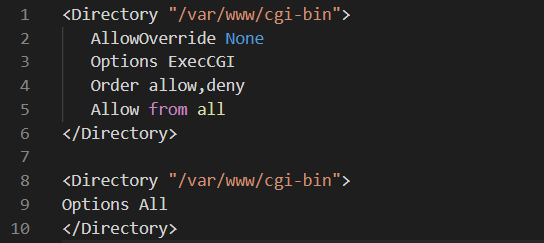 1 <Directory "/var/www/cgi-bin">
2 AllowOverride None
3 Options ExecCGI
4 Order allow,deny
5 Allow from all
6 </Directory>
7
8 <Directory "/var/www/cgi-bin">
9 Options All
10 </Directory>